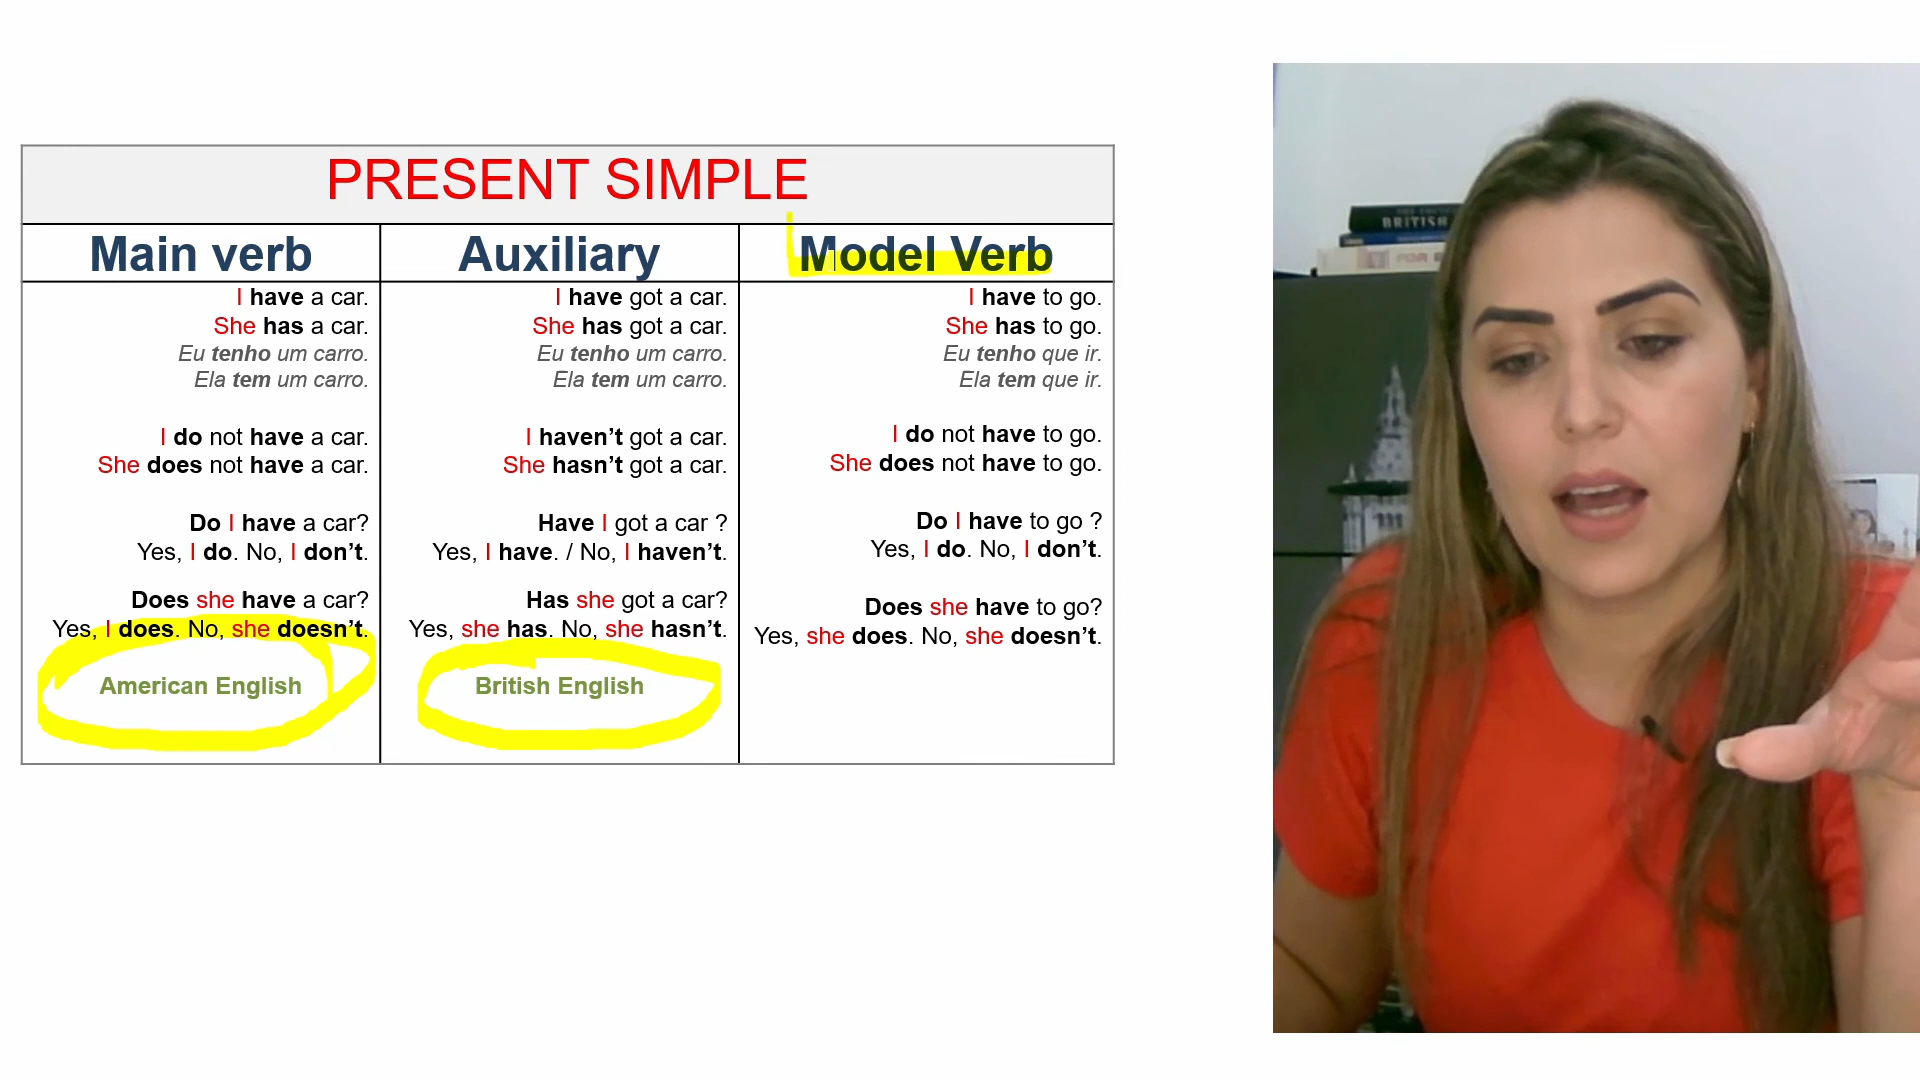 PRESENT SIMPLE
Main verb
I have a car.
She has a car.
Eu tenho um carro.
Ela tem um carro.
I do not have a car.
She does not have a car.
Do I have a car?
Yes, I do. No, I don’t.
Does she have a car?
Yes, I does. No, she doesn’t.
American English
Auxiliary
I have got a car.
She has got a car.
Eu tenho um carro.
Ela tem um carro.
I haven’t got a car.
She hasn’t got a car.
Have I got a car ?
Yes, I have. / No, I haven’t.
Has she got a car?
Yes, she has. No, she hasn’t.
British English
Model Verb
I have to go.
She has to go.
Eu tenho que ir.
Ela tem que ir.
I do not have to go.
She does not have to go.
Do I have to go ?
Yes, I do. No, I don’t.
Does she have to go?
Yes, she does. No, she doesn’t.
BRITISH